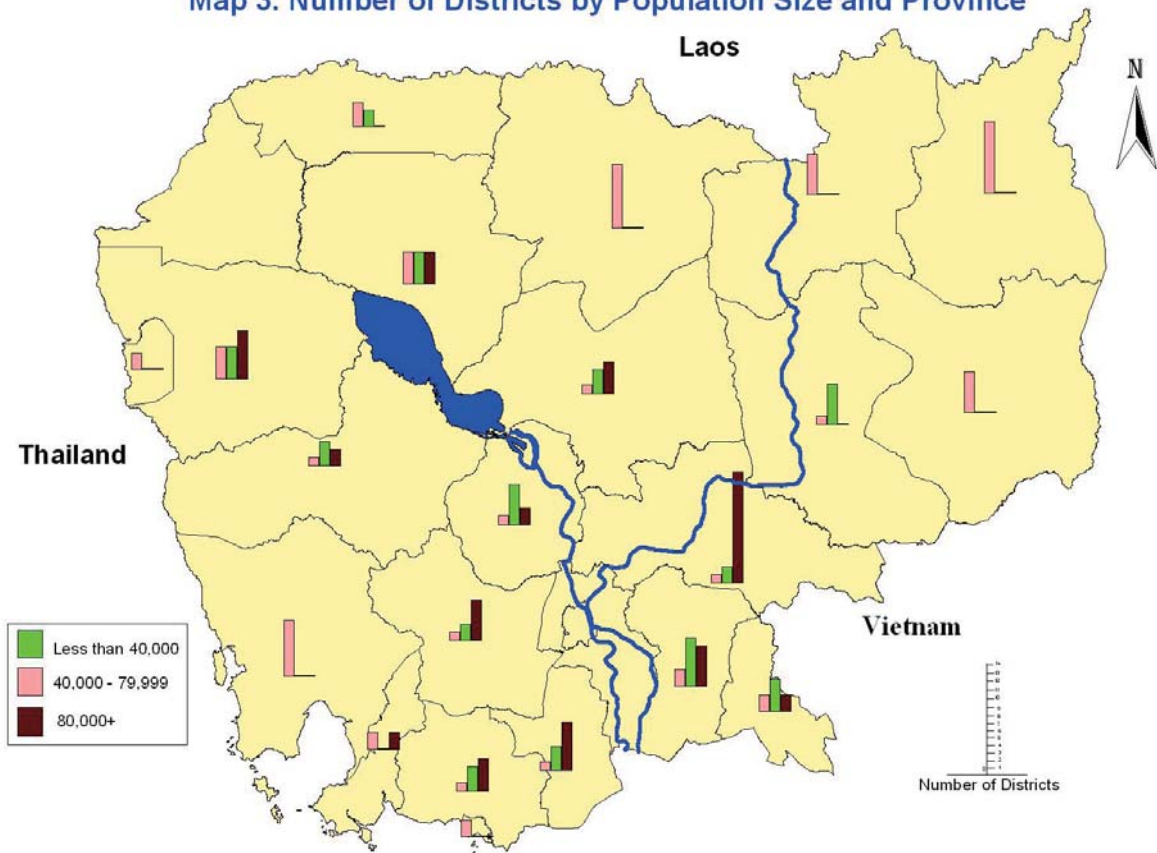 Map 3. Number of Districts by Population Size and Province
Laos
N
Thailand
Vietnam
Less than 40,000
40,000 - 79,999
80,000+
Number of Districts